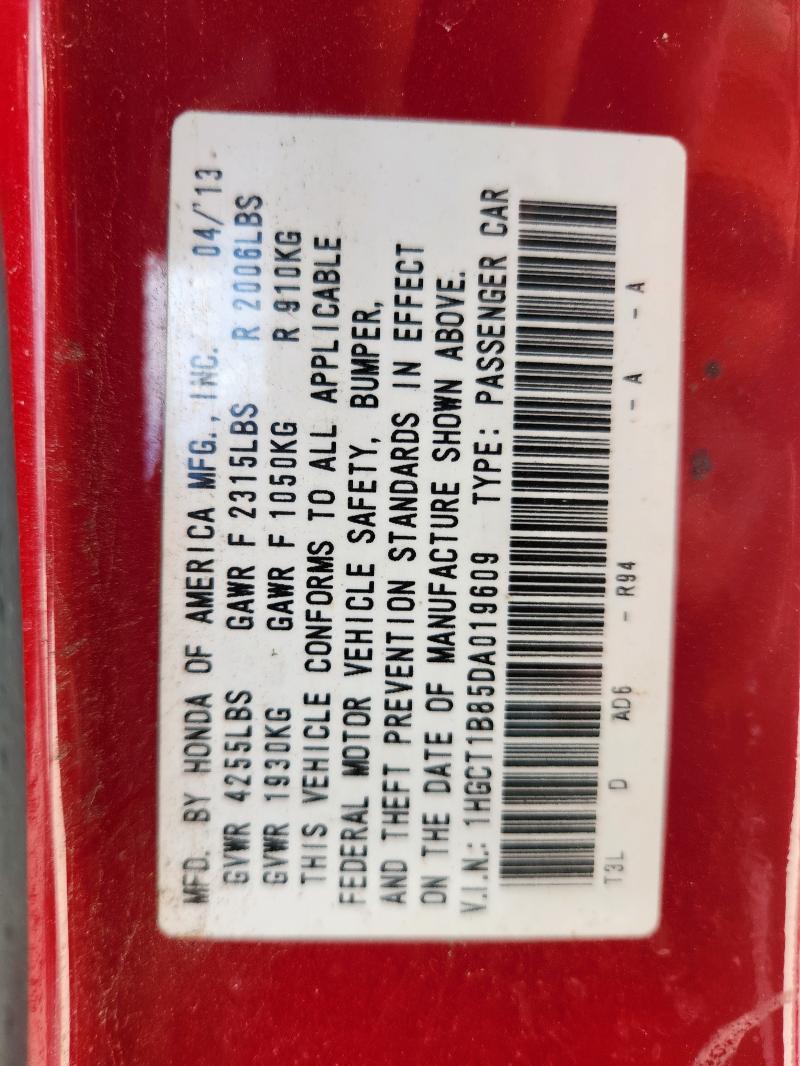 MFD. BY HONDA OF AMERICA MFG., INC. 04/'13
GVWR 4255LBS GAWR F 2315LBS R 2006LBS
GVWR 1930KG GAWR F 1050KG R 910KG
THIS VEHICLE CONFORMS TO ALL APPLICABLE
FEDERAL MOTOR VEHICLE SAFETY, BUMPER,
AND THEFT PREVENTION STANDARDS IN EFFECT
ON THE DATE OF MANUFACTURE SHOWN ABOVE.
V.I.N.: 1HGCT1B85DA019609 TYPE: PASSENGER CAR
T3L D AD6 - R94 - A - A